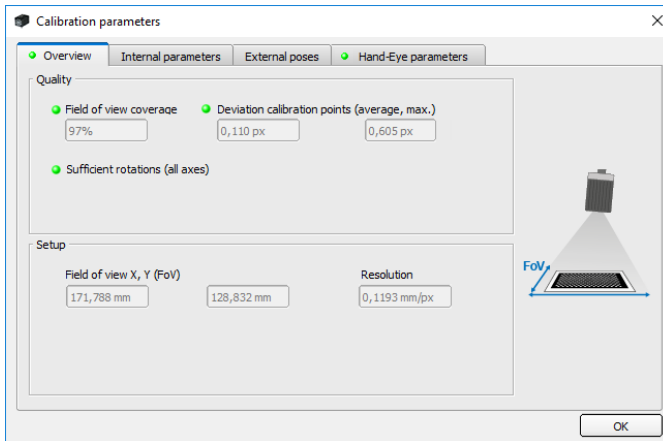 Calibration parameters
Overview Internal parameters External poses Hand-Eye parameters
Quality
Field of view coverage Deviation calibration points (average, max.)
97% 0,110 px 0,605 px
Sufficient rotations (all axes)
Setup
Field of view X, Y (FoV) Resolution
171,788 mm 128,832 mm 0,1193 mm/px
FoV
OK